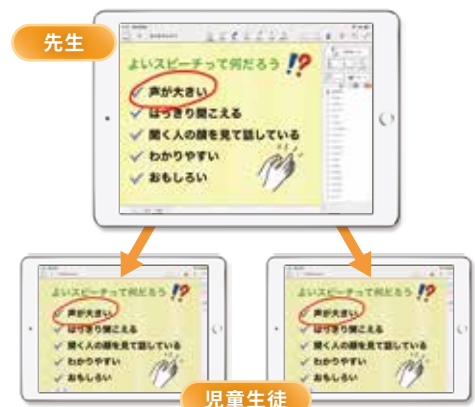 先生
よいスピーチって何だろう !?
声が大きい
はっきり聞こえる
聞く人の顔を見て話している
わかりやすい
おもしろい
よいスピーチって何だろう !?
声が大きい
はっきり聞こえる
聞く人の顔を見て話している
わかりやすい
おもしろい
よいスピーチって何だろう !?
声が大きい
はっきり聞こえる
聞く人の顔を見て話している
わかりやすい
おもしろい
児童生徒